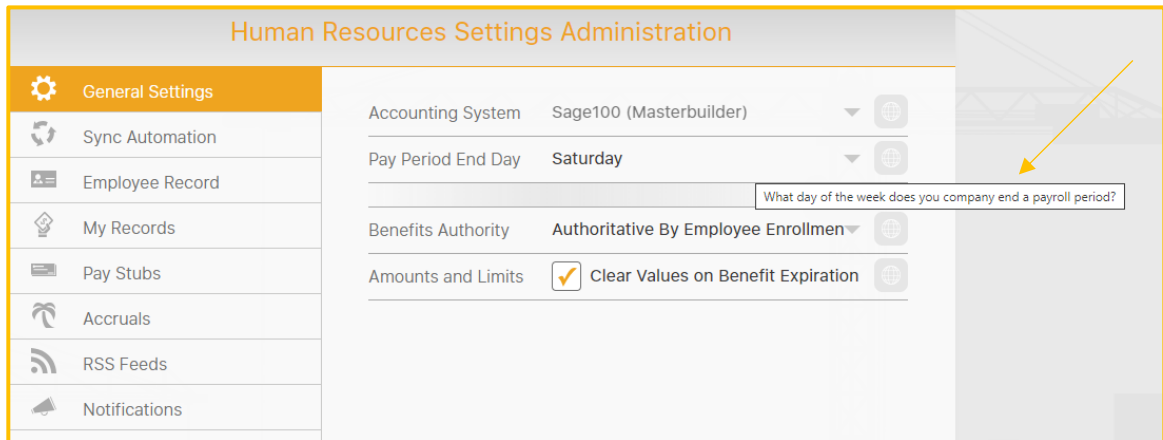 Human Resources Settings Administration
General Settings
Sync Automation
Employee Record
My Records
Pay Stubs
Accruals
RSS Feeds
Notifications
Accounting System Sage100 (Masterbuilder)
Pay Period End Day Saturday
What day of the week does you company end a payroll period?
Benefits Authority Authoritative By Employee Enrollmen
Amounts and Limits Clear Values on Benefit Expiration